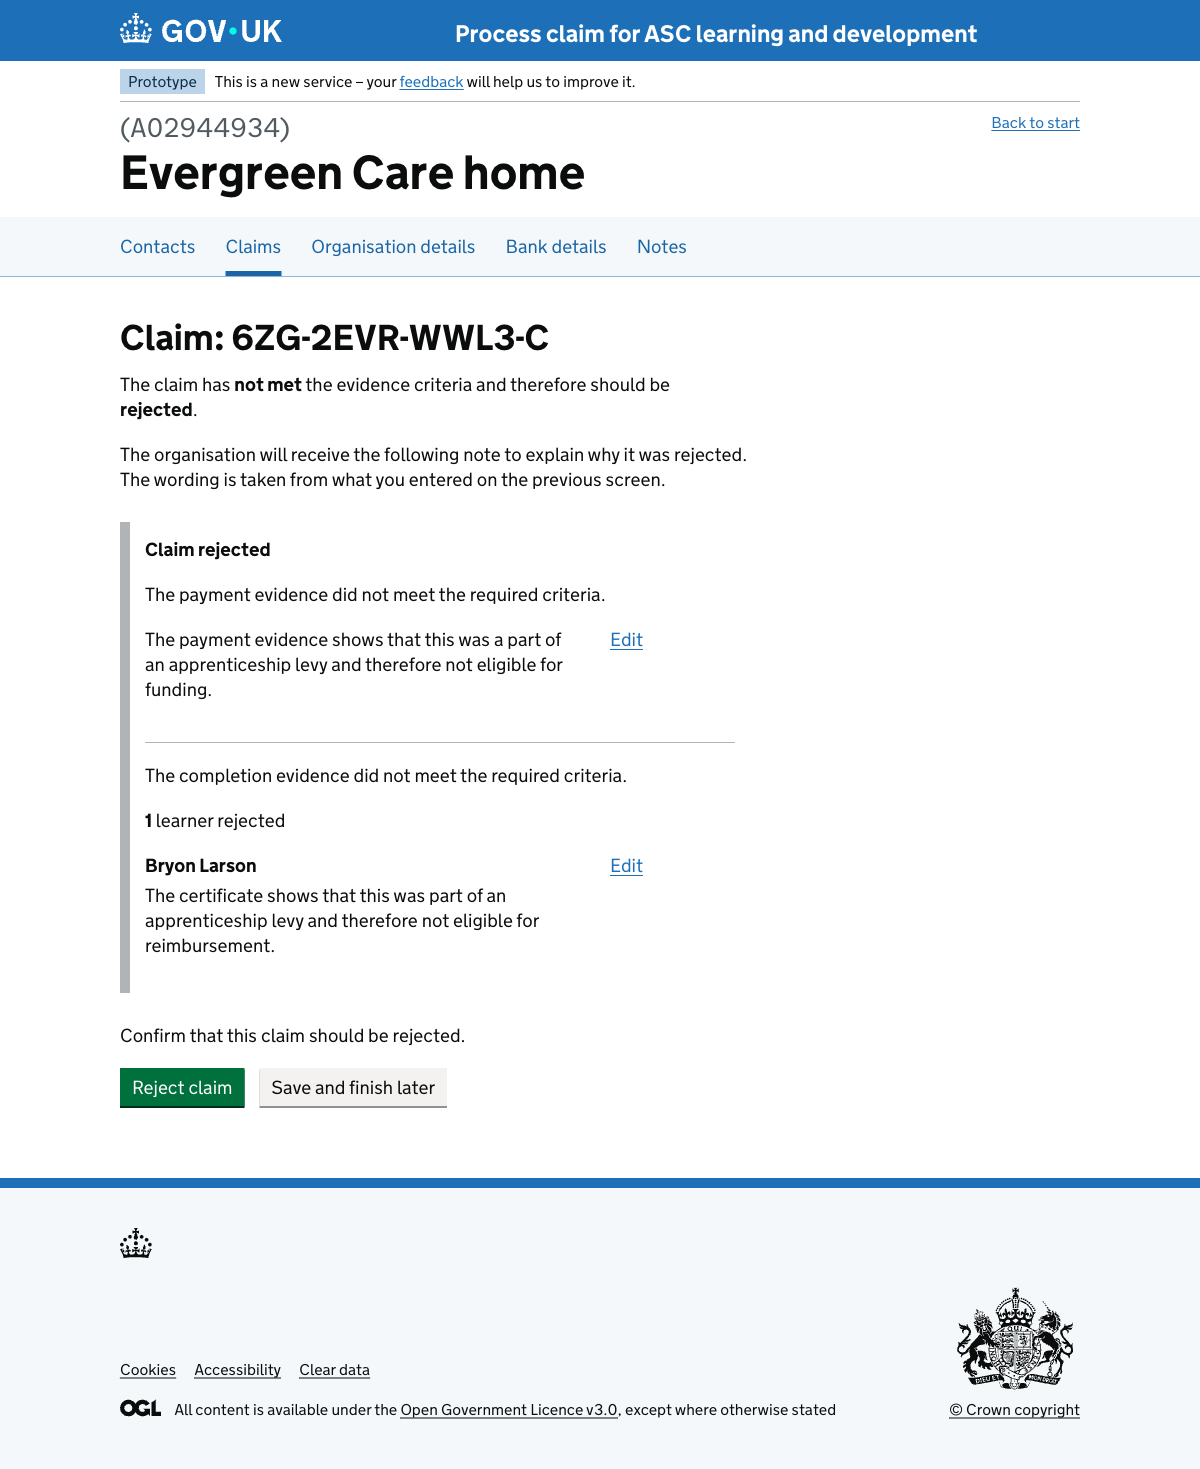 GOV•UK
Process claim for ASC learning and development
Prototype This is a new service – your feedback will help us to improve it.
(A02944934)
Back to start
Evergreen Care home
Contacts Claims Organisation details Bank details Notes
Claim: 6ZG-2EVR-WWL3-C
The claim has not met the evidence criteria and therefore should be
rejected.
The organisation will receive the following note to explain why it was rejected.
The wording is taken from what you entered on the previous screen.
Claim rejected
The payment evidence did not meet the required criteria.
The payment evidence shows that this was a part of
an apprenticeship levy and therefore not eligible for
funding.
Edit
The completion evidence did not meet the required criteria.
1 learner rejected
Bryon Larson
Edit
The certificate shows that this was part of an
apprenticeship levy and therefore not eligible for
reimbursement.
Confirm that this claim should be rejected.
Reject claim Save and finish later
Cookies Accessibility Clear data
OGL All content is available under the Open Government Licence v3.0, except where otherwise stated
© Crown copyright